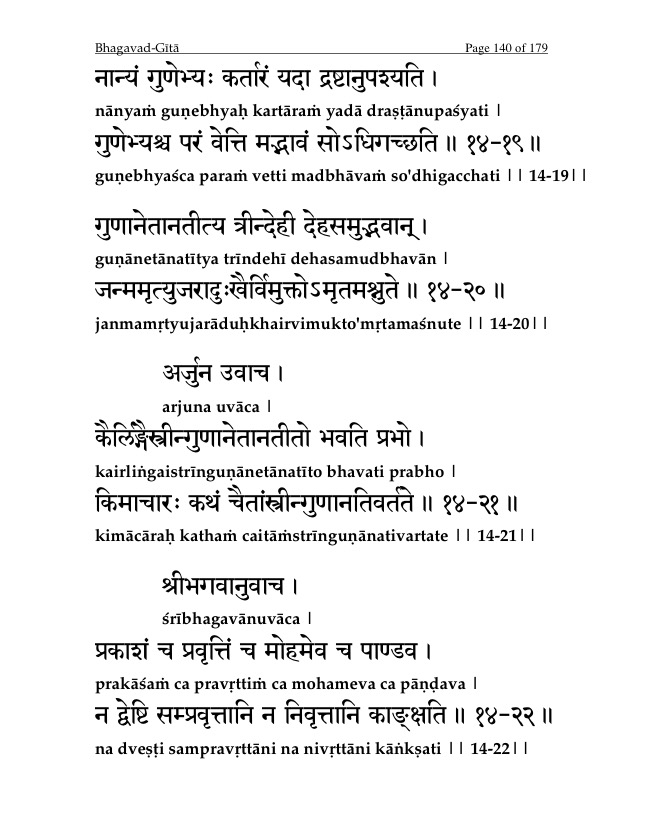 Bhagavad-Gītā Page 140 of 179
नान्यं गुणेभ्यः कर्तारं यदा द्रष्टानुपश्यति ।
nānyaṁ guṇebhyaḥ kartāraṁ yadā draṣṭānupaśyati |
गुणेभ्यश्च परं वेत्ति मद्भावं सोऽधिगच्छति ॥ १४-१९॥
guṇebhyaśca paraṁ vetti madbhāvaṁ so'dhigacchati || 14-19||
गुणानेतानतीत्य त्रीन्देही देहसमुद्भवान् ।
guṇānetānatītya trīndehī dehasamudbhavān |
जन्ममृत्युजरादुःखैर्विमुक्तोऽमृतमश्नुते ॥ १४-२० ॥
janmamṛtyujarāduḥkhairvimukto'mṛtamaśnute || 14-20||
अर्जुन उवाच ।
arjuna uvāca |
कैर्लिङ्गैस्त्रीन्गुणानेतानतीतो भवति प्रभो ।
kairliṅgaistrīnguṇānetānatīto bhavati prabho |
किमाचारः कथं चैतांस्त्रीन्गुणानतिवर्तते ॥ १४-२१ ॥
kimācāraḥ kathaṁ caitāṁstrīnguṇānativartate || 14-21||
श्रीभगवानुवाच ।
śrībhagavānuvāca |
प्रकाशं च प्रवृत्तिं च मोहमेव च पाण्डव ।
prakāśaṁ ca pravṛttiṁ ca mohameva ca pāṇḍava |
न द्वेष्टि सम्प्रवृत्तानि न निवृत्तानि काङ्क्षति ॥ १४-२२ ॥
na dveṣṭi sampravṛttāni na nivṛttāni kāṅkṣati || 14-22||